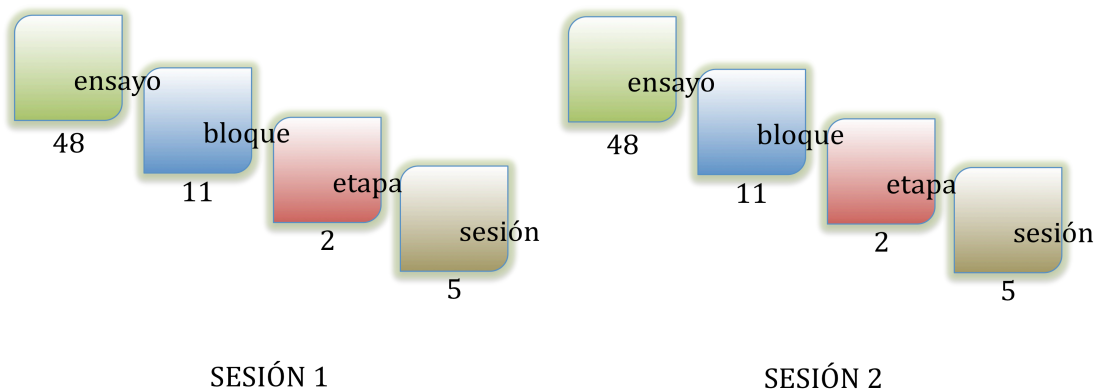 ensayo
48
bloque
11
etapa
2
sesión
5
SESIÓN 1
ensayo
48
bloque
11
etapa
2
sesión
5
SESIÓN 2